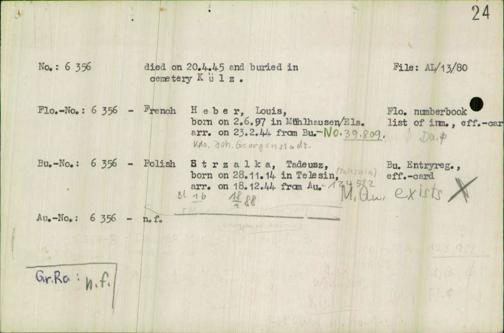 24
No.: 6 356 died on 20.4.45 and buried in File: AL/13/80
cemetery K ü l z .
Flo.-No.: 6 356 - French H e b e r , Louis, Flo. numberbook
born on 2.6.97 in Mühlhausen/Els. list of inm., eff.-car
arr. on 23.2.44 from Bu.- No. 39.809.
Kdo. Joh. Georgenstadt.
Bu.-No.: 6 356 - Polish S t r z a l k a , Tadeusz, Bu. Entryreg.,
born on 28.11.14 in Telesin, eff.-card
arr. on 18.12.44 from Au.-
M.Qu. exists X
Au.-No.: 6 356 - n.f.
Gr.Ro: n.f.